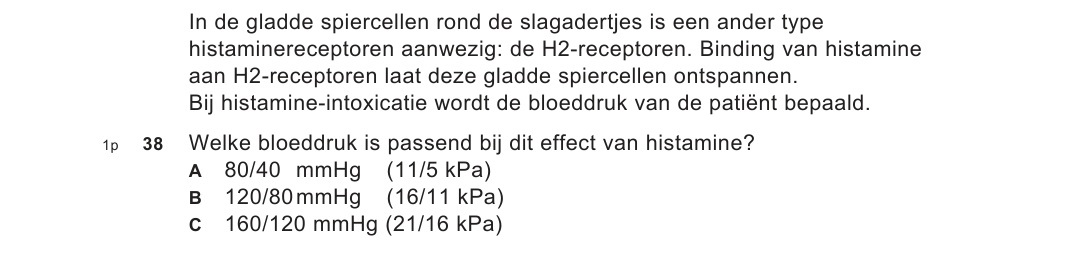 In de gladde spiercellen rond de slagadertjes is een ander type
histaminereceptoren aanwezig: de H2-receptoren. Binding van histamine
aan H2-receptoren laat deze gladde spiercellen ontspannen.
Bij histamine-intoxicatie wordt de bloeddruk van de patiënt bepaald.
1p 38 Welke bloeddruk is passend bij dit effect van histamine?
A 80/40 mmHg (11/5 kPa)
B 120/80 mmHg (16/11 kPa)
C 160/120 mmHg (21/16 kPa)